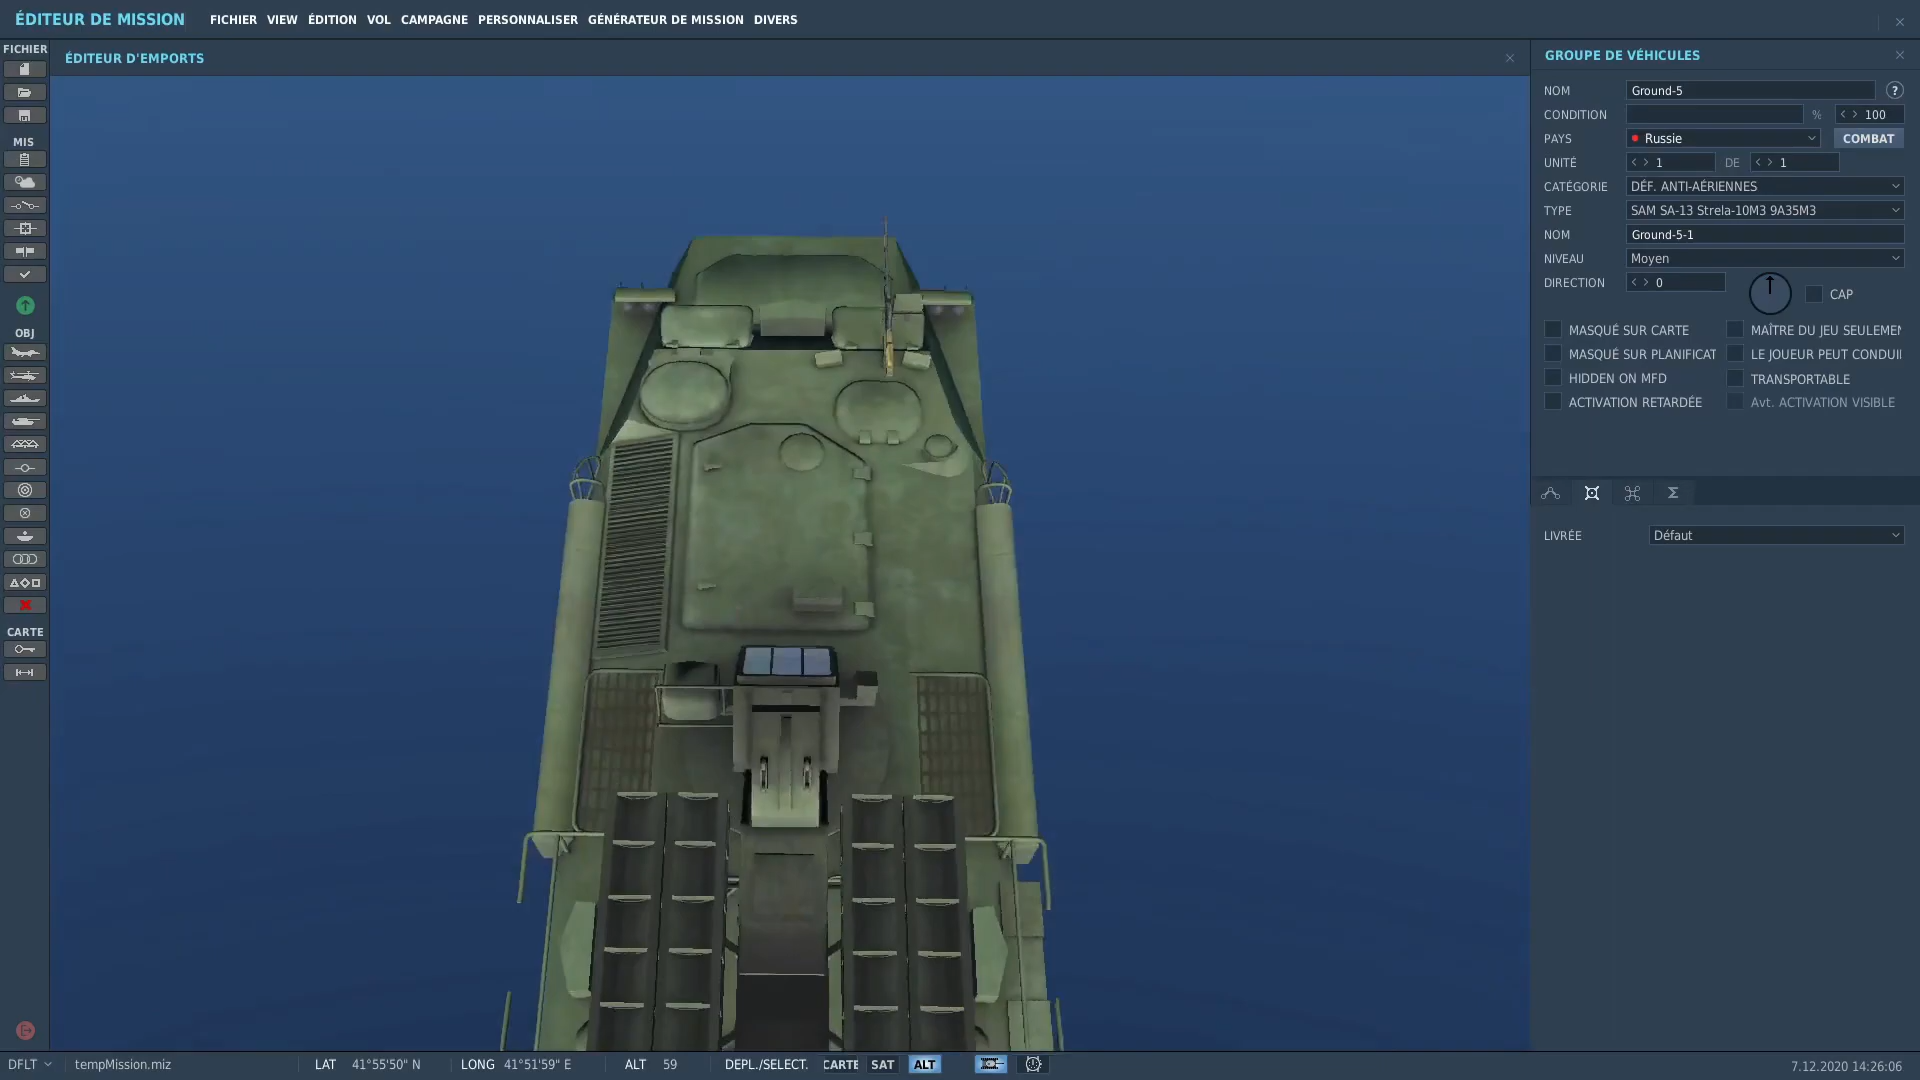 ÉDITEUR DE MISSION
FICHIER VIEW ÉDITION VOL CAMPAGNE PERSONNALISER GÉNÉRATEUR DE MISSION DIVERS
FICHIER
MIS
OBJ
CARTE
ÉDITEUR D'EMPORTS
GROUPE DE VÉHICULES
NOM Ground-5 ?
CONDITION % < > 100
PAYS Russie COMBAT
UNITÉ < > 1 DE < > 1
CATÉGORIE DÉF. ANTI-AÉRIENNES
TYPE SAM SA-13 Strela-10M3 9A35M3
NOM Ground-5-1
NIVEAU Moyen
DIRECTION < > 0 CAP
MASQUÉ SUR CARTE MAÎTRE DU JEU SEULEMEN
MASQUÉ SUR PLANIFICAT LE JOUEUR PEUT CONDUI
HIDDEN ON MFD TRANSPORTABLE
ACTIVATION RETARDÉE Avt. ACTIVATION VISIBLE
Σ
LIVRÉE Défaut
DFLT tempMission.miz LAT 41°55'50" N LONG 41°51'59" E ALT 59 DEPL./SELECT. CARTE SAT ALT 7.12.2020 14:26:06